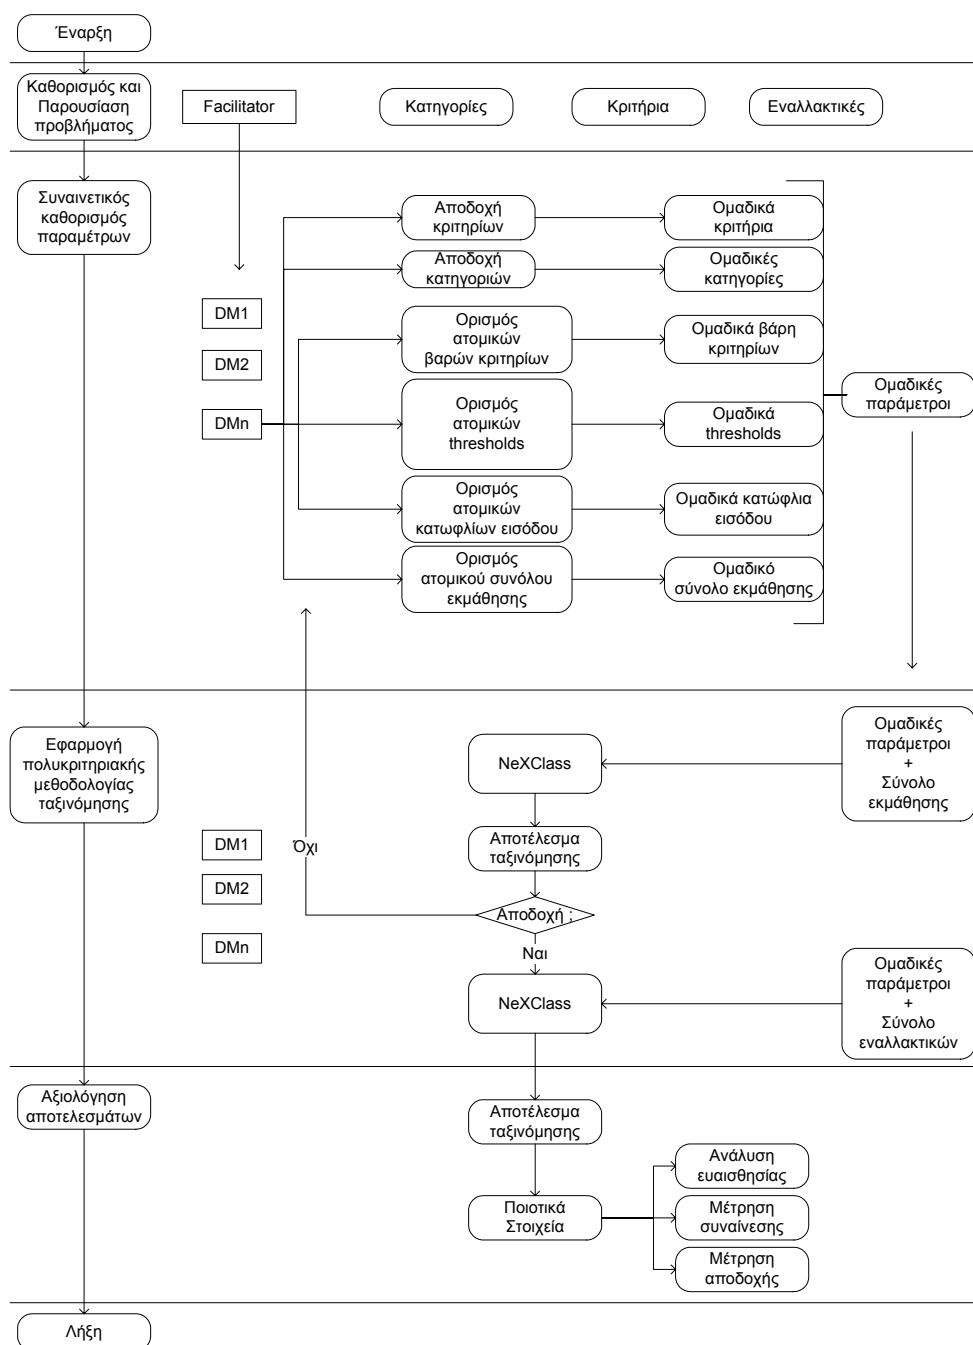 Έναρξη
Καθορισμός και
Παρουσίαση
προβλήματος
Facilitator
Κατηγορίες
Κριτήρια
Εναλλακτικές
Συναινετικός
καθορισμός
παραμέτρων
Αποδοχή
κριτηρίων
Ομαδικά
κριτήρια
Αποδοχή
κατηγοριών
Ομαδικές
κατηγορίες
DM1
DM2
DMn
Ορισμός
ατομικών
βαρών κριτηρίων
Ομαδικά βάρη
κριτηρίων
Ορισμός
ατομικών
thresholds
Ομαδικά
thresholds
Ομαδικές
παράμετροι
Ορισμός
ατομικών
κατωφλίων εισόδου
Ομαδικά κατώφλια
εισόδου
Ορισμός
ατομικού συνόλου
εκμάθησης
Ομαδικό
σύνολο εκμάθησης
Εφαρμογή
πολυκριτηριακής
μεθοδολογίας
ταξινόμησης
NeXClass
Ομαδικές
παράμετροι
+
Σύνολο
εκμάθησης
DM1
DM2
DMn
Όχι
Αποτέλεσμα
ταξινόμησης
Αποδοχή ;
Ναι
NeXClass
Ομαδικές
παράμετροι
+
Σύνολο
εναλλακτικών
Αξιολόγηση
αποτελεσμάτων
Αποτέλεσμα
ταξινόμησης
Ποιοτικά
Στοιχεία
Ανάλυση
ευαισθησίας
Μέτρηση
συναίνεσης
Μέτρηση
αποδοχής
Λήξη